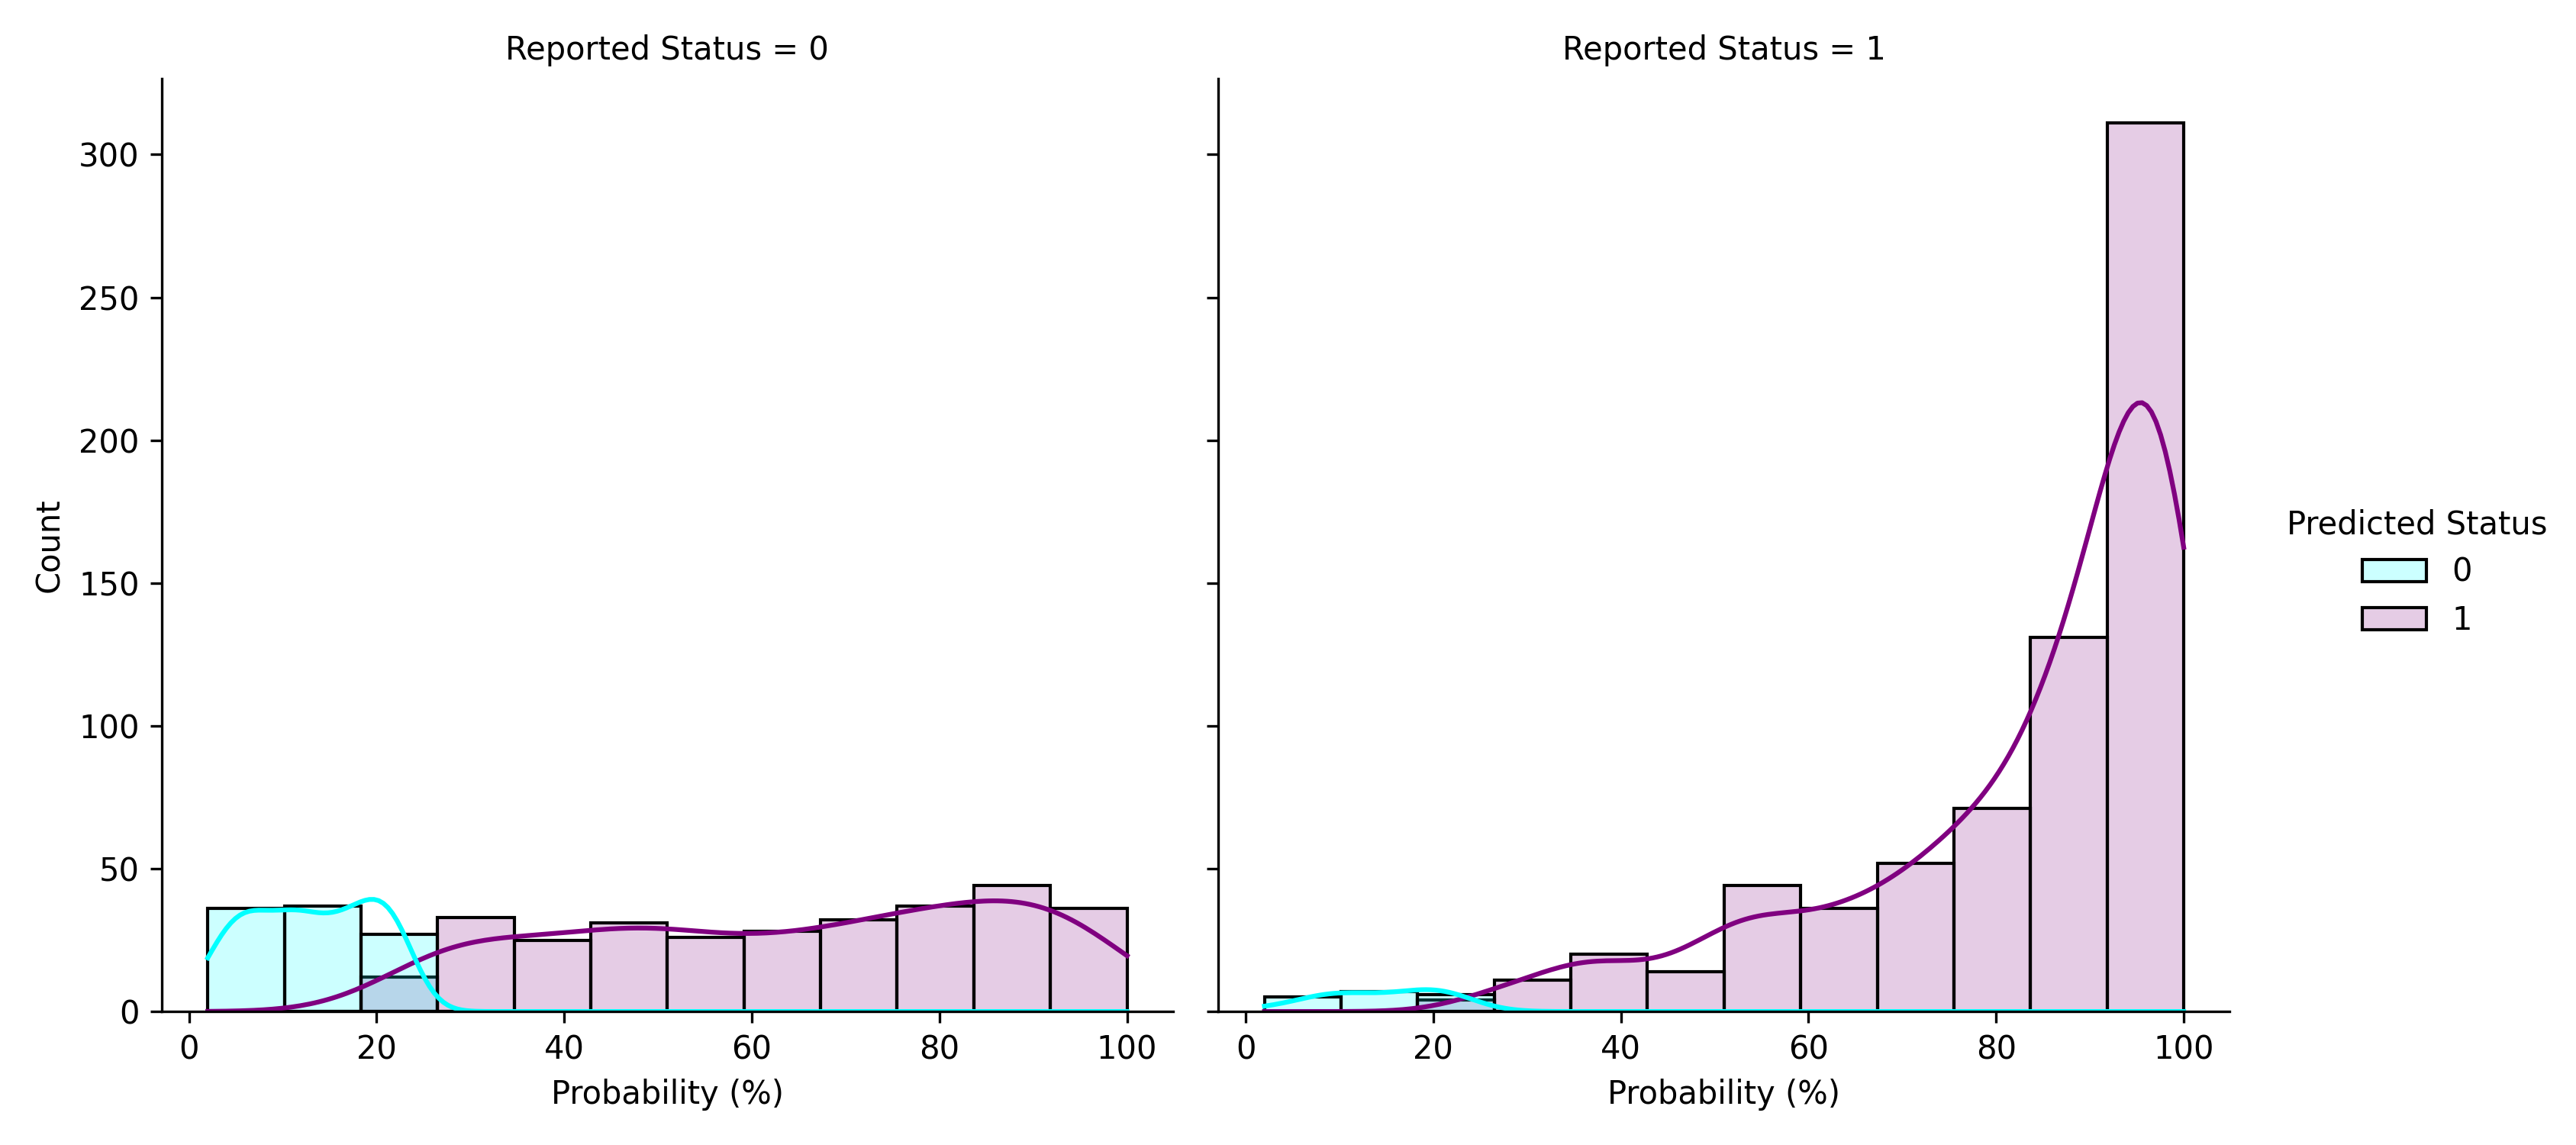 Reported Status = 0
Reported Status = 1
300
250
200
150
100
50
0
Count
0 20 40 60 80 100
0 20 40 60 80 100
Probability (%)
Probability (%)
Predicted Status
0
1